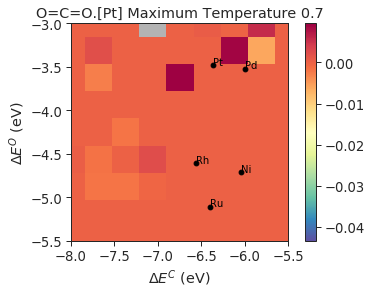 O=C=O.[Pt] Maximum Temperature 0.7
−3.0
−3.5
−4.0
−4.5
−5.0
−5.5
ΔE^O (eV)
Pt
Pd
Rh
Ni
Ru
−8.0 −7.5 −7.0 −6.5 −6.0 −5.5
ΔE^C (eV)
0.00
−0.01
−0.02
−0.03
−0.04